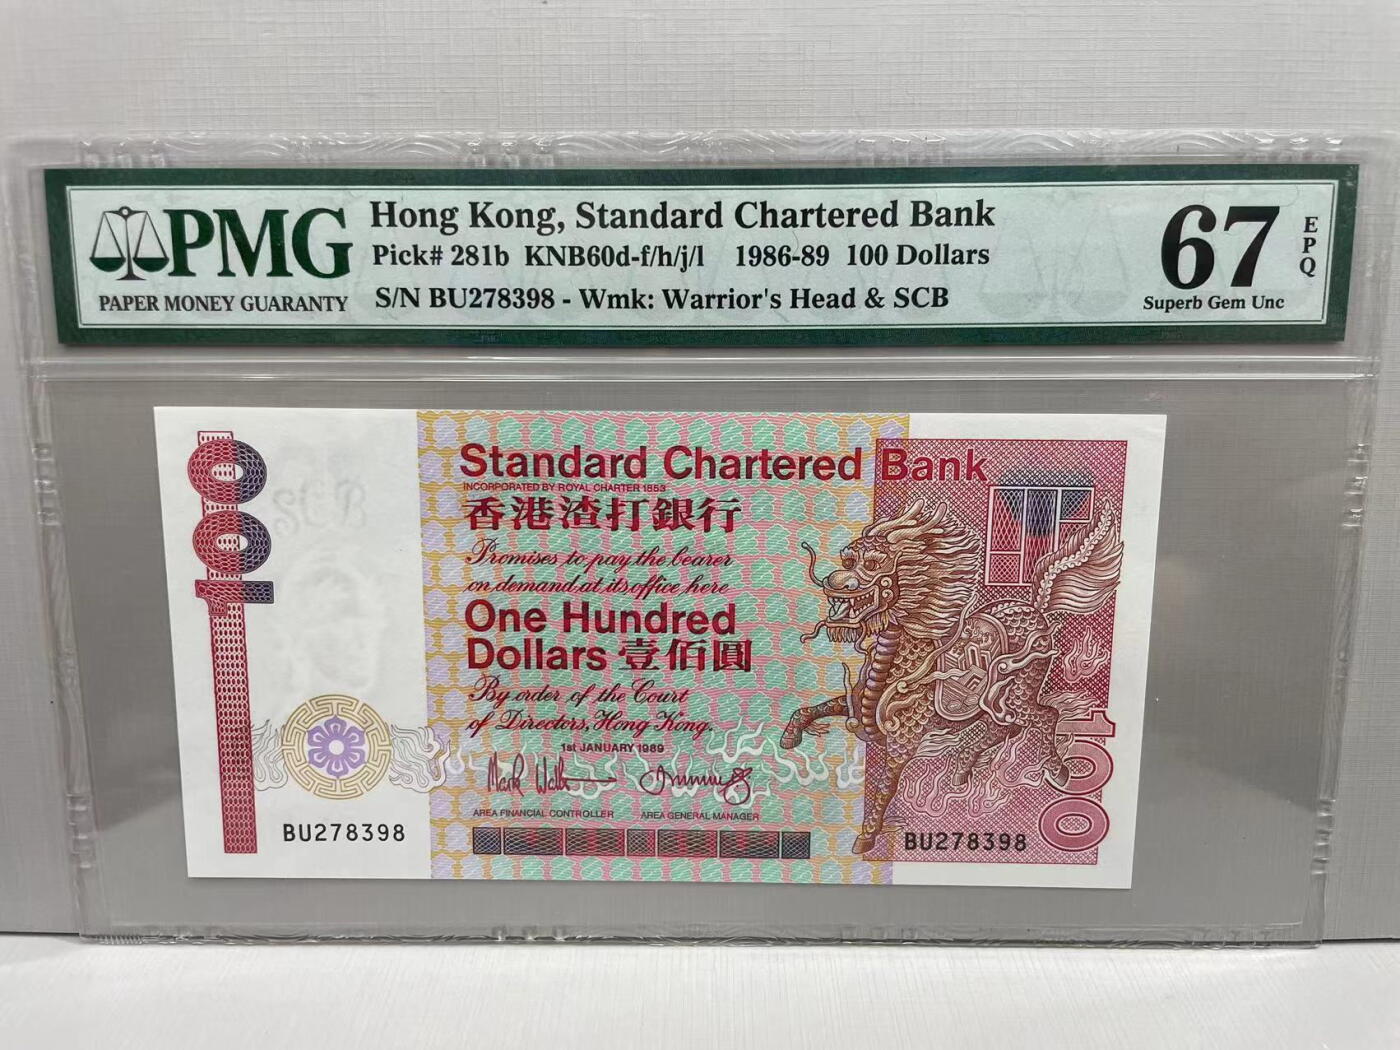 PMG
PAPER MONEY GUARANTY
Hong Kong, Standard Chartered Bank
Pick# 281b KNB60d-f/h/j/l 1986-89 100 Dollars
S/N BU278398 - Wmk: Warrior's Head & SCB
67
EPQ
Superb Gem Unc
100
SCB
Standard Chartered Bank
INCORPORATED BY ROYAL CHARTER 1853
香港渣打銀行
Promises to pay the bearer
on demand at its office here
One Hundred
Dollars 壹佰圓
By order of the Court
of Directors, Hong Kong.
1st JANUARY 1989
AREA FINANCIAL CONTROLLER AREA GENERAL MANAGER
BU278398
BU278398
100